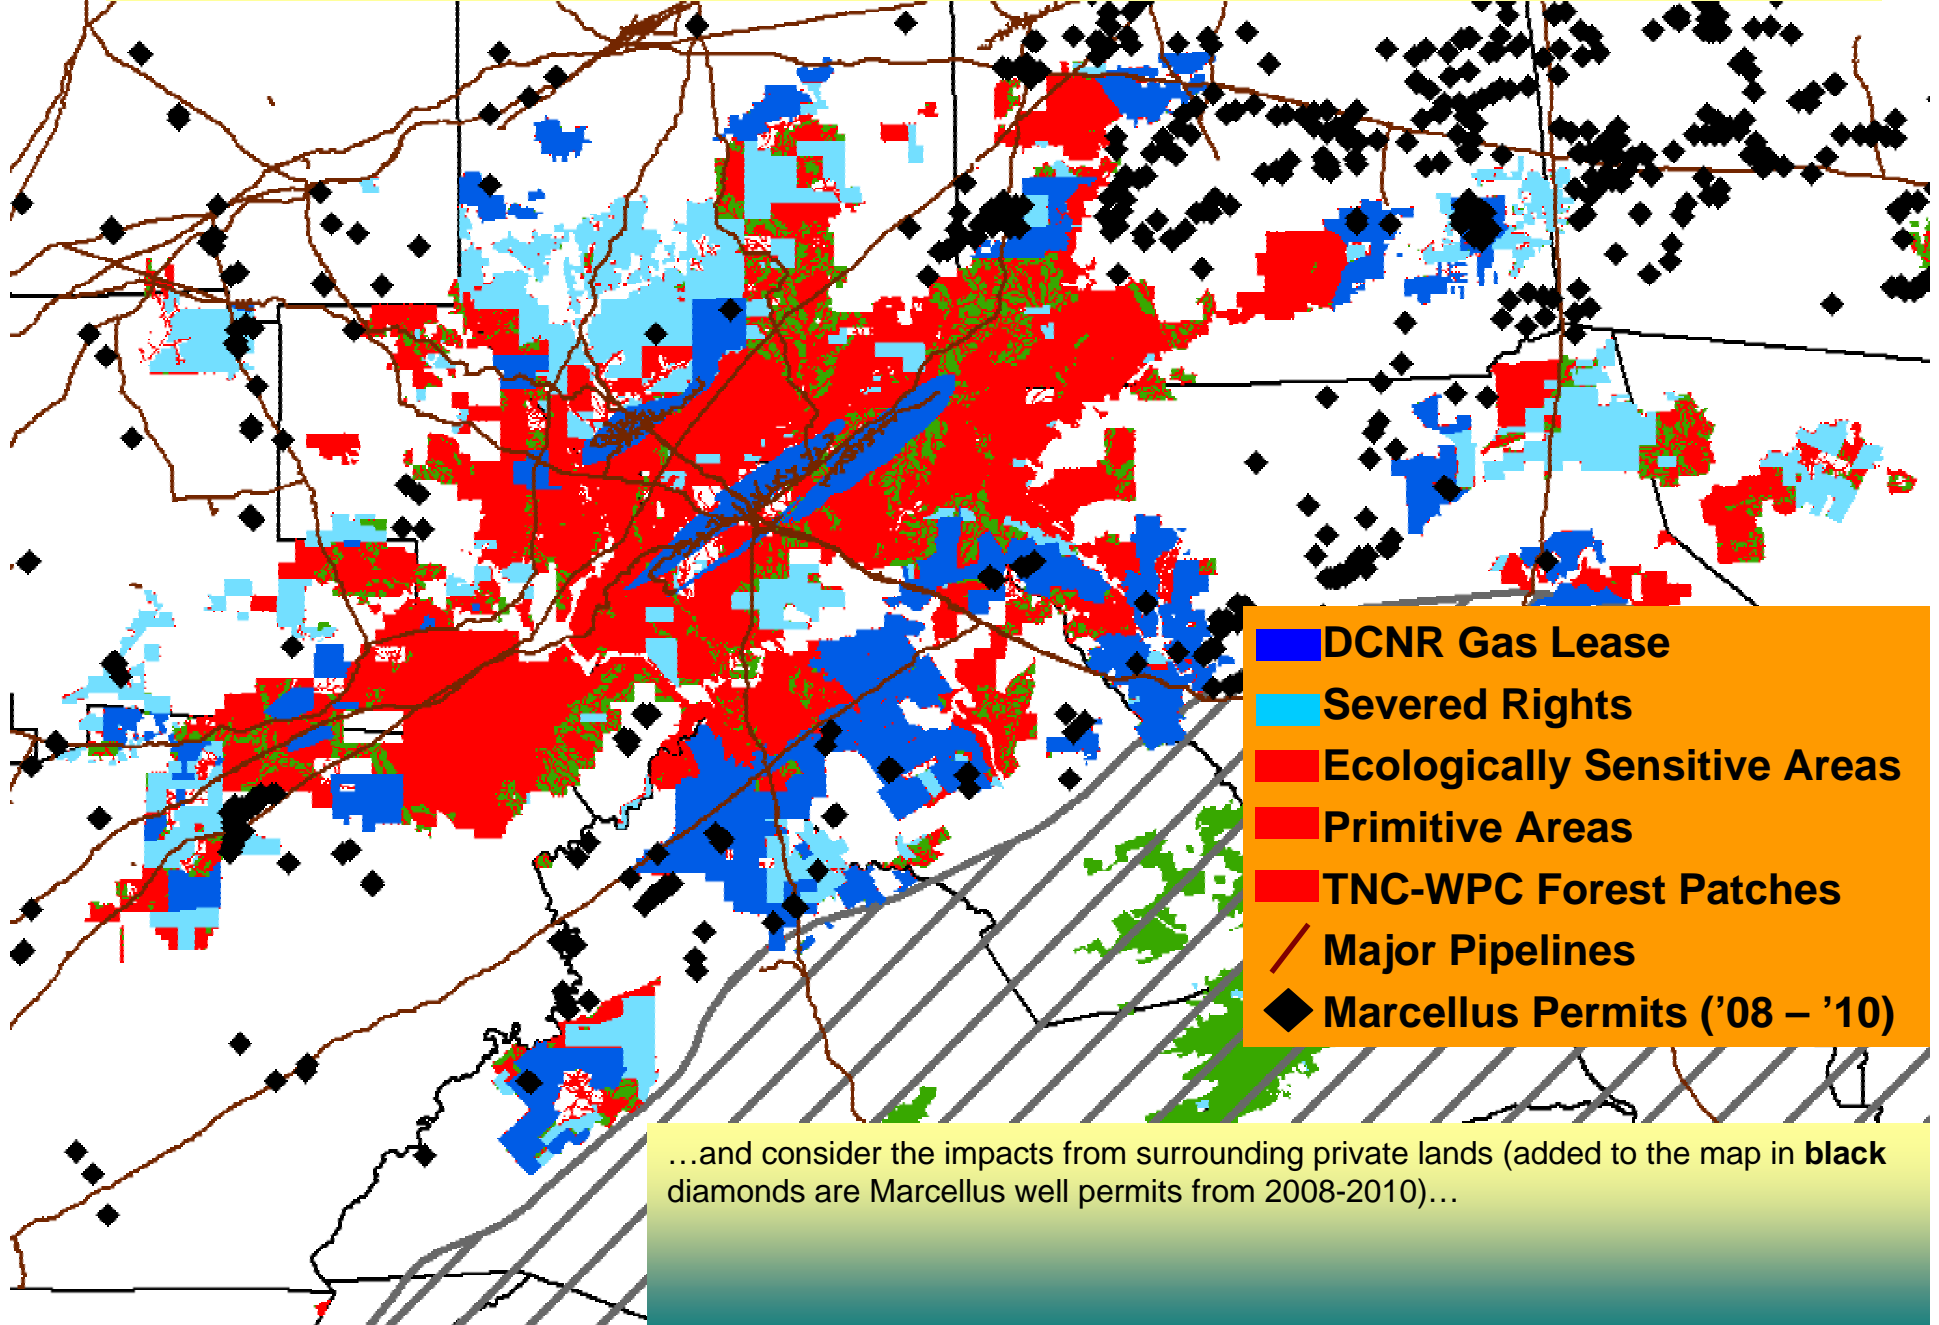 DCNR Gas Lease
Severed Rights
Ecologically Sensitive Areas
Primitive Areas
TNC-WPC Forest Patches
Major Pipelines
Marcellus Permits (’08 – ’10)
…and consider the impacts from surrounding private lands (added to the map in black
diamonds are Marcellus well permits from 2008-2010)…